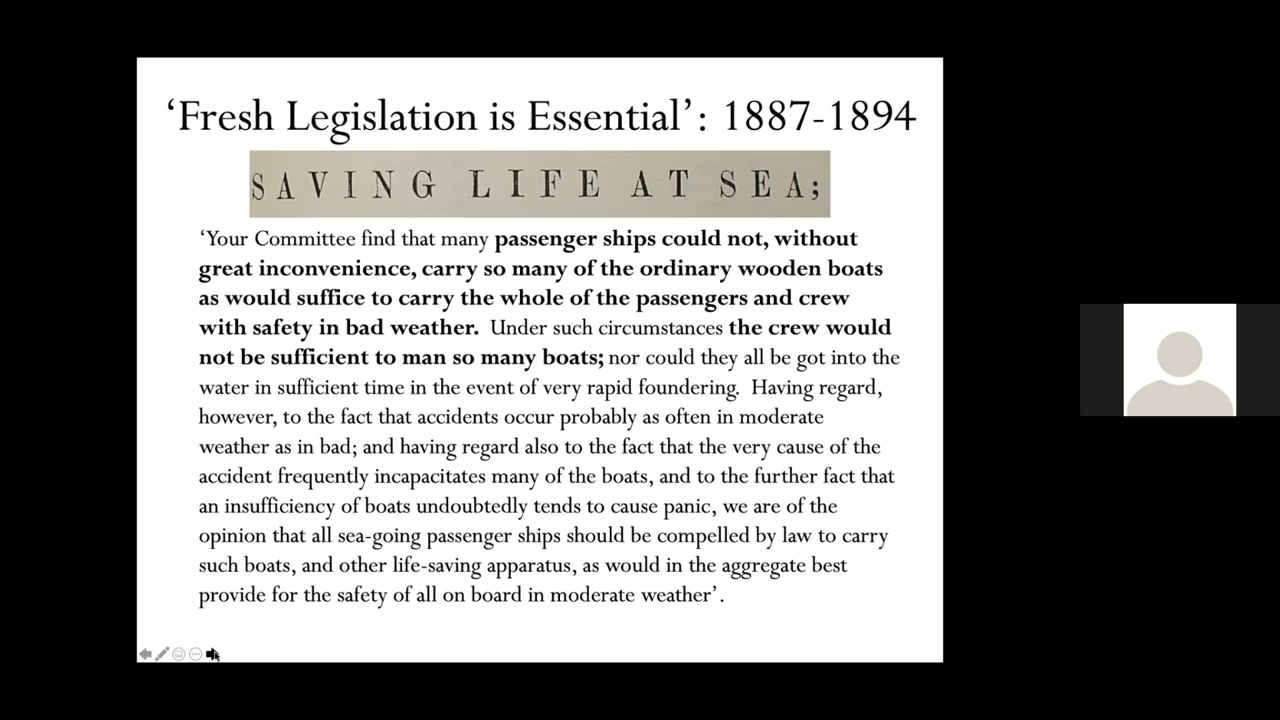 ‘Fresh Legislation is Essential’: 1887-1894
SAVING LIFE AT SEA;
‘Your Committee find that many passenger ships could not, without
great inconvenience, carry so many of the ordinary wooden boats
as would suffice to carry the whole of the passengers and crew
with safety in bad weather. Under such circumstances the crew would
not be sufficient to man so many boats; nor could they all be got into the
water in sufficient time in the event of very rapid foundering. Having regard,
however, to the fact that accidents occur probably as often in moderate
weather as in bad; and having regard also to the fact that the very cause of the
accident frequently incapacitates many of the boats, and to the further fact that
an insufficiency of boats undoubtedly tends to cause panic, we are of the
opinion that all sea-going passenger ships should be compelled by law to carry
such boats, and other life-saving apparatus, as would in the aggregate best
provide for the safety of all on board in moderate weather’.